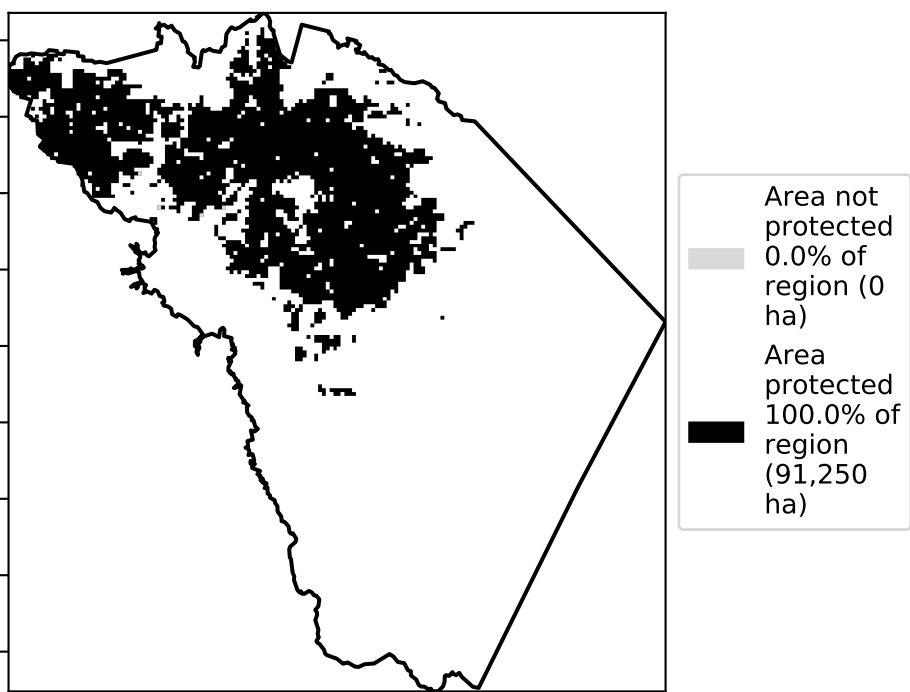 Area not
protected
0.0% of
region (0
ha)
Area
protected
100.0% of
region
(91,250
ha)